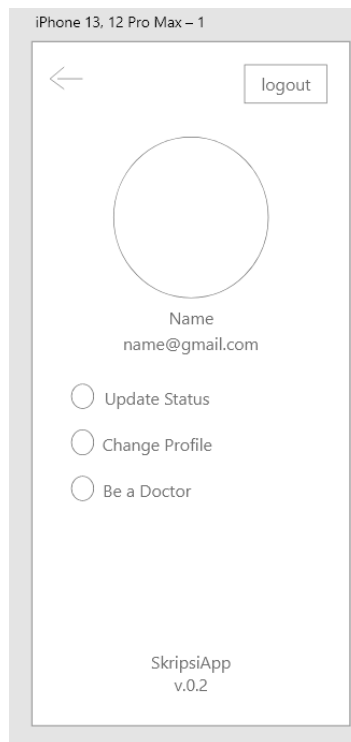 iPhone 13, 12 Pro Max – 1
logout
Name
name@gmail.com
Update Status
Change Profile
Be a Doctor
SkripsiApp
v.0.2